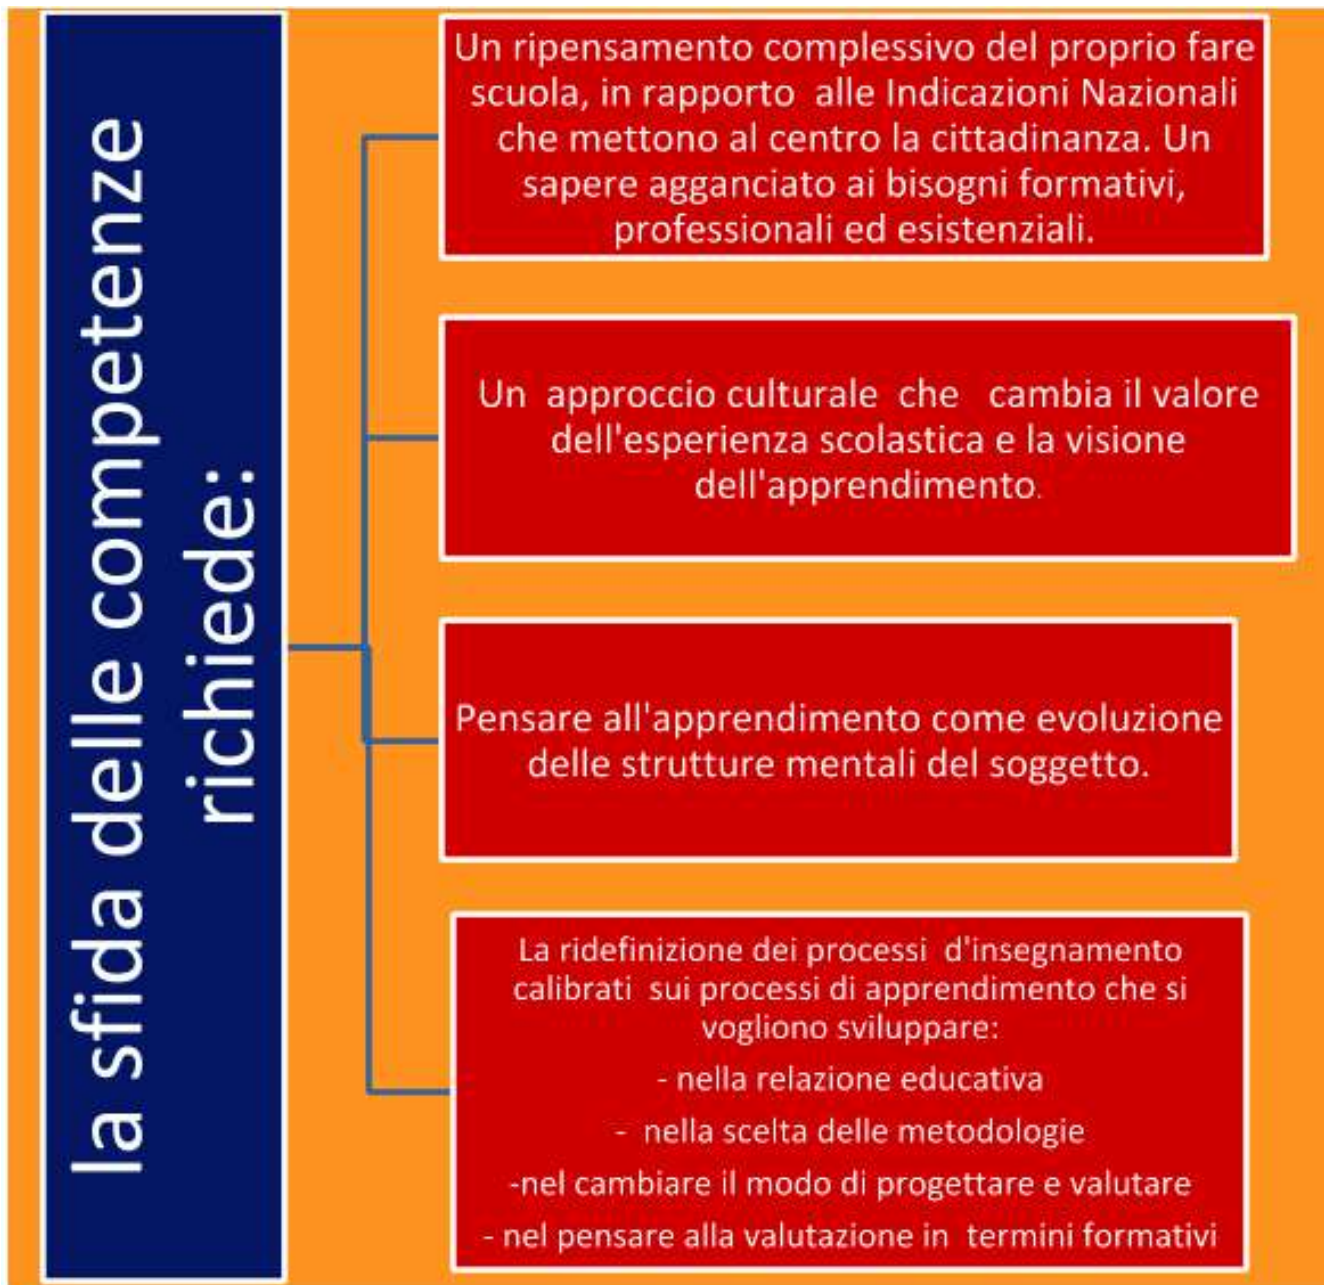 la sfida delle competenze
richiede:
Un ripensamento complessivo del proprio fare
scuola, in rapporto alle Indicazioni Nazionali
che mettono al centro la cittadinanza. Un
sapere agganciato ai bisogni formativi,
professionali ed esistenziali.
Un approccio culturale che cambia il valore
dell'esperienza scolastica e la visione
dell'apprendimento.
Pensare all'apprendimento come evoluzione
delle strutture mentali del soggetto.
La ridefinizione dei processi d'insegnamento
calibrati sui processi di apprendimento che si
vogliono sviluppare:
- nella relazione educativa
- nella scelta delle metodologie
-nel cambiare il modo di progettare e valutare
- nel pensare alla valutazione in termini formativi